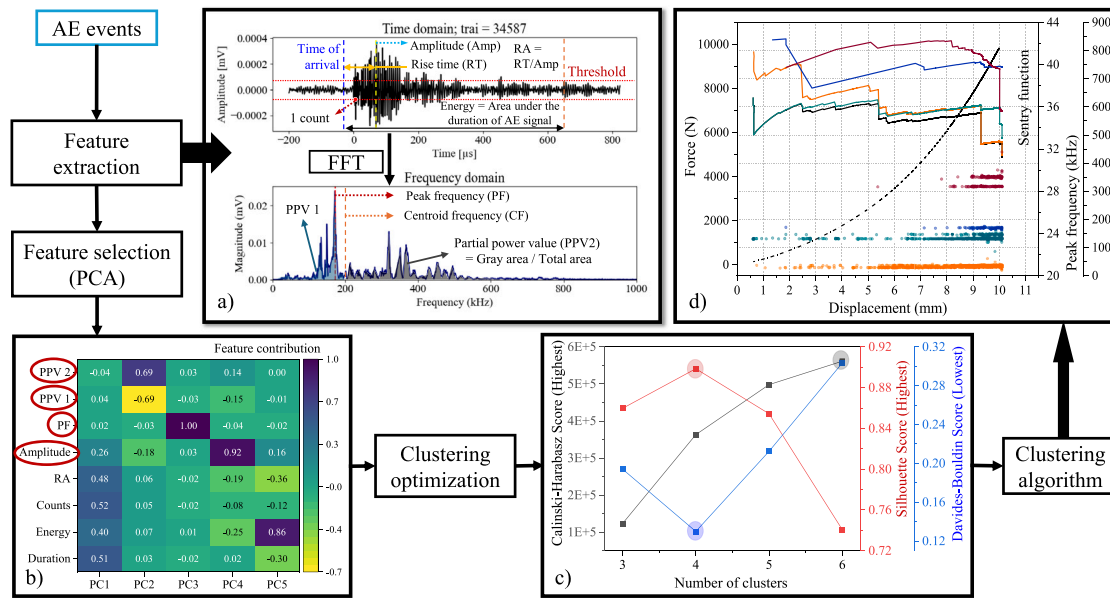 AE events
Feature
extraction
Feature selection
(PCA)
Time domain; trai = 34587
Time of
arrival
Amplitude (Amp)
Rise time (RT)
RA =
RT/Amp
Threshold
1 count
Energy = Area under the
duration of AE signal
Amplitude [mV]
0.0004
0.0002
0.0000
-0.0002
-200 0 200 400 600 800
Time [µs]
FFT
Frequency domain
Peak frequency (PF)
Centroid frequency (CF)
PPV 1
Partial power value (PPV2)
= Gray area / Total area
Magnitude (mV)
0.02
0.01
0.00
0 200 400 600 800 1000
Frequency (kHz)
a)
d)
Force (N)
10000
8000
6000
4000
2000
0
0 1 2 3 4 5 6 7 8 9 10 11
Displacement (mm)
Sentry function
44
40
36
32
28
24
20
Peak frequency (kHz)
900
800
700
600
500
400
300
200
100
0
Feature contribution
PPV 2 -0.04 0.69 0.03 0.14 0.00
PPV 1 0.04 -0.69 -0.03 -0.15 -0.01
PF 0.02 -0.03 1.00 -0.04 -0.02
Amplitude 0.26 -0.18 0.03 0.92 0.16
RA 0.48 0.06 -0.02 -0.19 -0.36
Counts 0.52 0.05 -0.02 -0.08 -0.12
Energy 0.40 0.07 0.01 -0.25 0.86
Duration 0.51 0.03 -0.02 0.02 -0.30
PC1 PC2 PC3 PC4 PC5
1.0
0.7
0.3
0.0
-0.3
-0.4
-0.7
b)
Clustering
optimization
Calinski-Harabasz Score (Highest)
6E+5
5E+5
4E+5
3E+5
2E+5
1E+5
3 4 5 6
Number of clusters
c)
Silhouette Score (Highest)
0.92
0.88
0.84
0.80
0.76
0.72
Davides-Bouldin Score (Lowest)
0.32
0.28
0.24
0.20
0.16
0.12
Clustering
algorithm